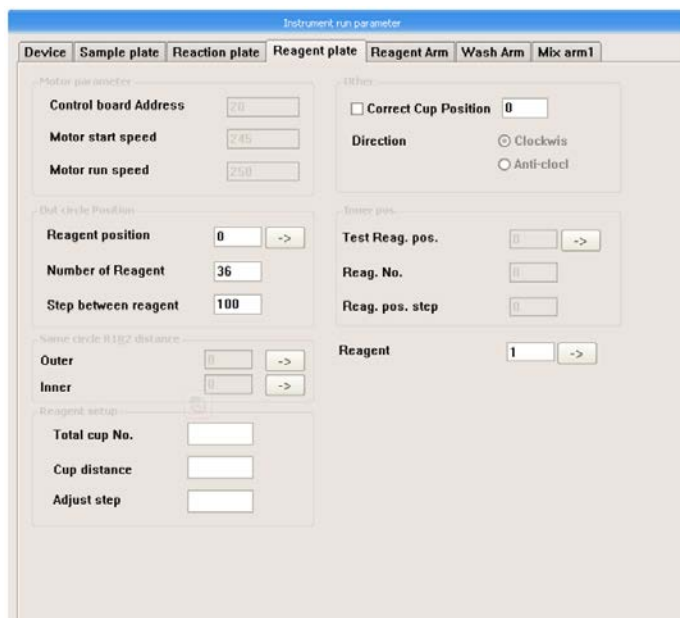 Instrument run parameter
Device Sample plate Reaction plate Reagent plate Reagent Arm Wash Arm Mix arm1
Motor parameter
Control board Address 20
Motor start speed 245
Motor run speed 250
Other
Correct Cup Position 0
Direction Clockwis
Anti-clocl
Out circle Position
Reagent position 0 ->
Number of Reagent 36
Step between reagent 100
Inner pos.
Test Reag. pos. 0 ->
Reag. No. 0
Reag. pos. step 0
Same circle R1R2 distance
Outer 0 ->
Inner 0 ->
Reagent 1 ->
Reagent setup
Total cup No.
Cup distance
Adjust step